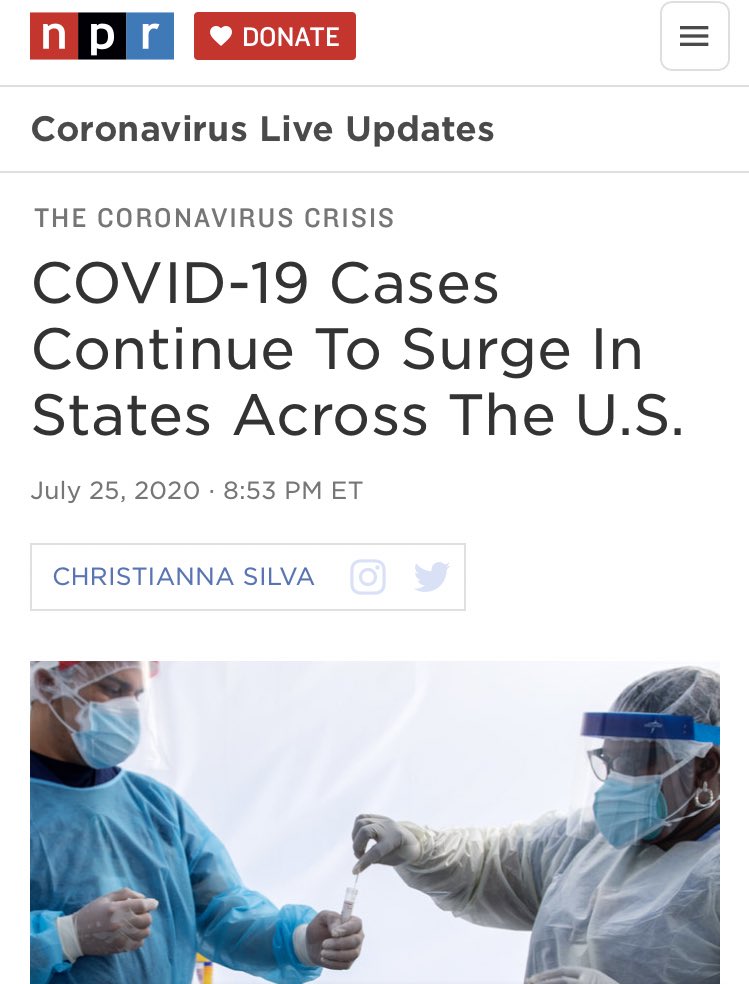 npr DONATE
Coronavirus Live Updates
THE CORONAVIRUS CRISIS
COVID-19 Cases
Continue To Surge In
States Across The U.S.
July 25, 2020 · 8:53 PM ET
CHRISTIANNA SILVA